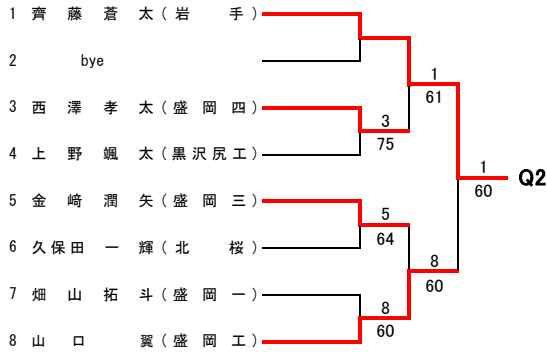 1 齊藤蒼太(岩手)
2 bye
3 西澤孝太(盛岡四)
4 上野颯太(黒沢尻工)
5 金﨑潤矢(盛岡三)
6 久保田一輝(北桜)
7 畑山拓斗(盛岡一)
8 山口翼(盛岡工)
3
75
5
64
8
60
1
61
8
60
1
60
Q2